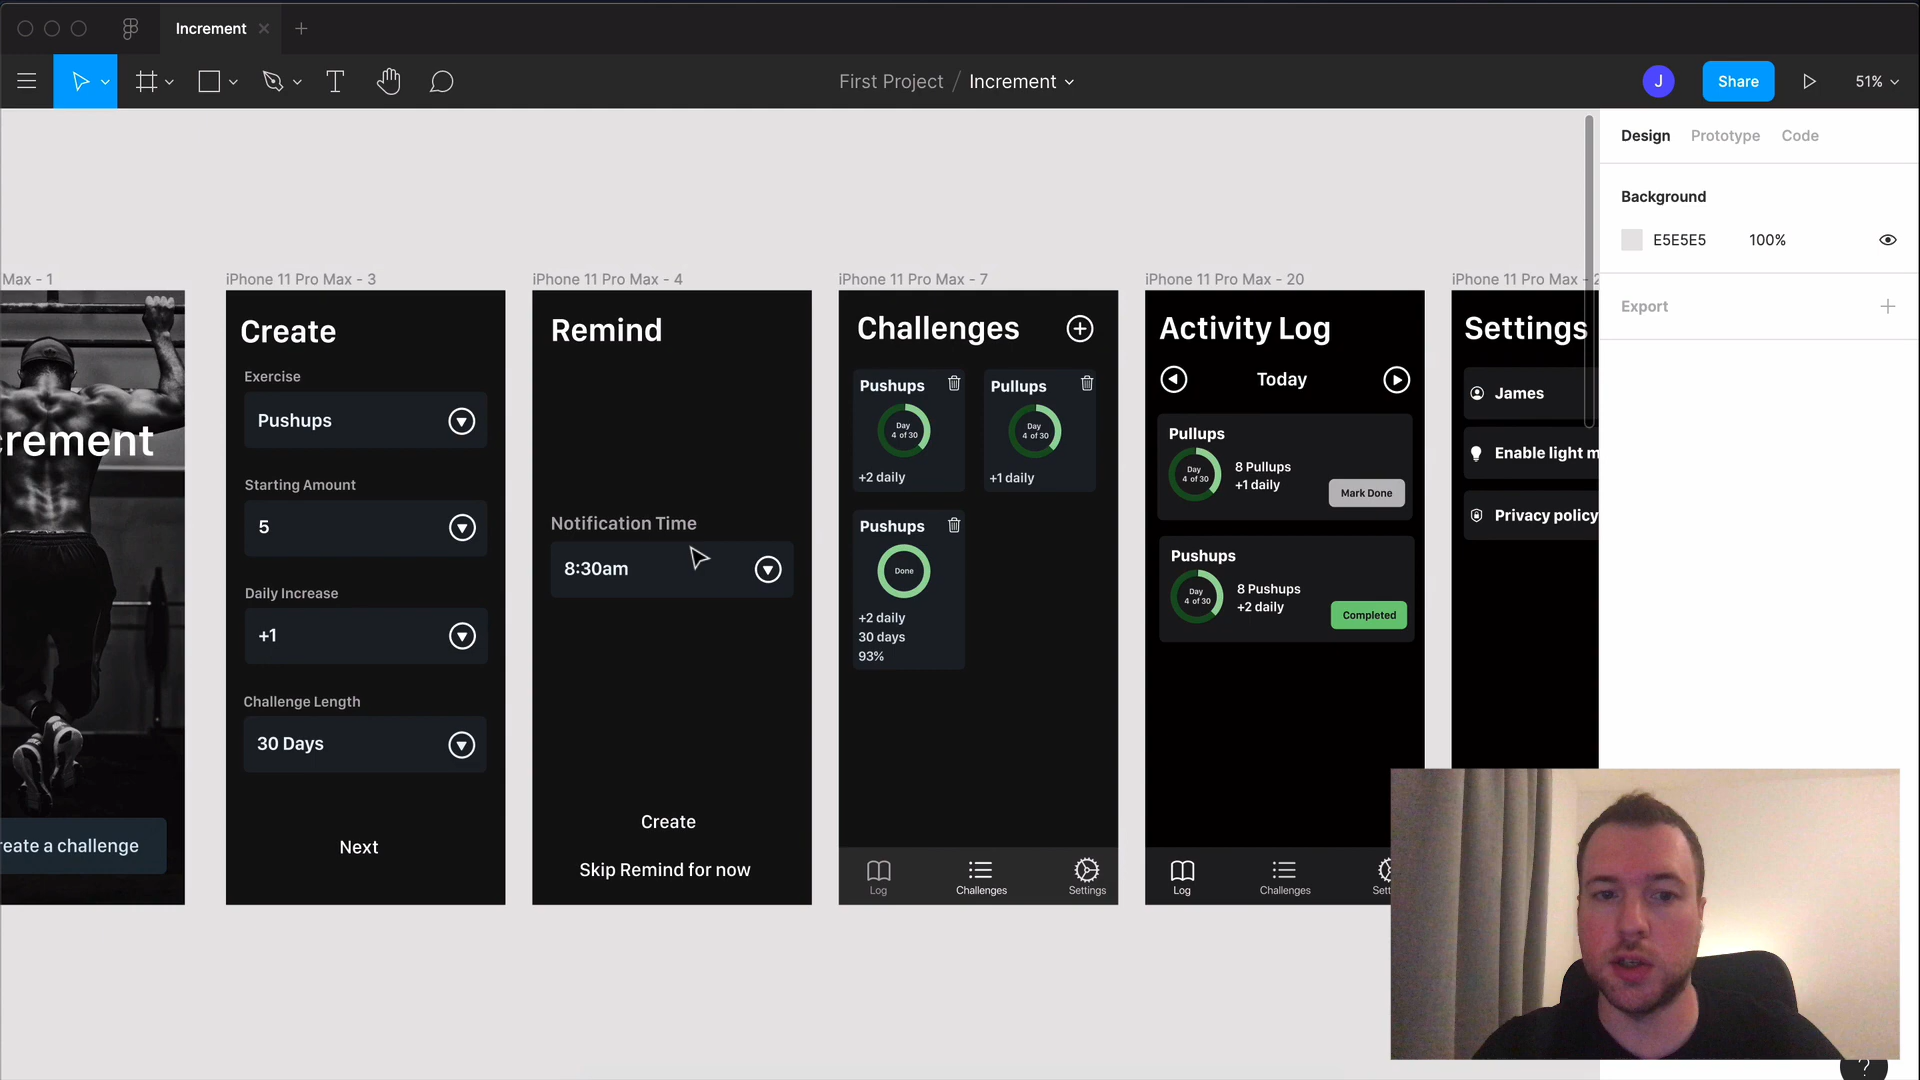 Increment
First Project / Increment
J
Share
51%
Design
Prototype
Code
Background
E5E5E5
100%
Export
Max - 1
crement
reate a challenge
iPhone 11 Pro Max - 3
Create
Exercise
Pushups
Starting Amount
5
Daily Increase
+1
Challenge Length
30 Days
Next
iPhone 11 Pro Max - 4
Remind
Notification Time
8:30am
Create
Skip Remind for now
iPhone 11 Pro Max - 7
Challenges
Pushups
Day
4 of 30
+2 daily
Pullups
Day
4 of 30
+1 daily
Pushups
Done
+2 daily
30 days
93%
Log
Challenges
Settings
iPhone 11 Pro Max - 20
Activity Log
Today
Pullups
Day
4 of 30
8 Pullups
+1 daily
Mark Done
Pushups
Day
4 of 30
8 Pushups
+2 daily
Completed
Log
Challenges
Sett
iPhone 11 Pro Max - 2
Settings
James
Enable light m
Privacy policy
?